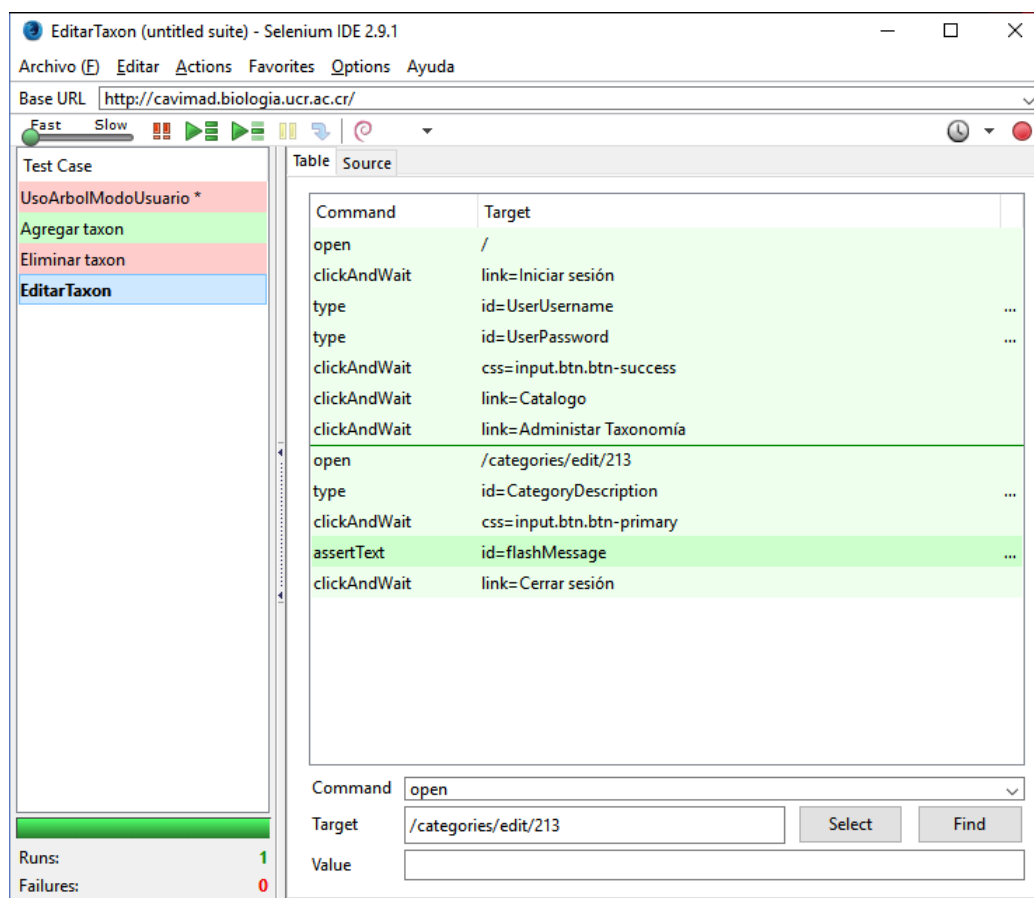 EditarTaxon (untitled suite) - Selenium IDE 2.9.1
Archivo (F) Editar Actions Favorites Options Ayuda
Base URL http://cavimad.biologia.ucr.ac.cr/
Fast Slow
Test Case
UsoArbolModoUsuario *
Agregar taxon
Eliminar taxon
EditarTaxon
Runs: 1
Failures: 0
Table Source
Command Target
open /
clickAndWait link=Iniciar sesión
type id=UserUsername ...
type id=UserPassword ...
clickAndWait css=input.btn.btn-success
clickAndWait link=Catalogo
clickAndWait link=Administar Taxonomía
open /categories/edit/213
type id=CategoryDescription ...
clickAndWait css=input.btn.btn-primary
assertText id=flashMessage ...
clickAndWait link=Cerrar sesión
Command open
Target /categories/edit/213 Select Find
Value